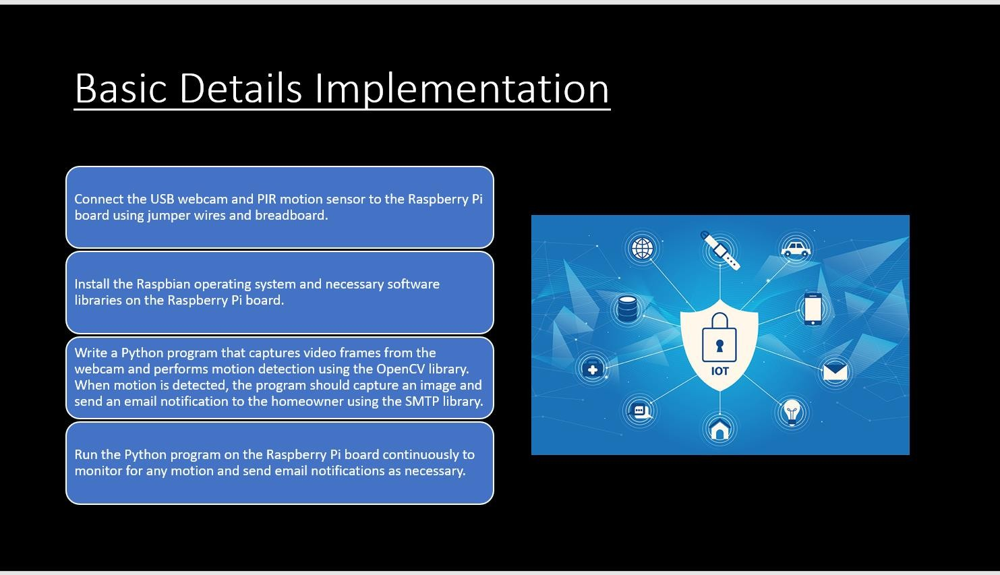 Basic Details Implementation
Connect the USB webcam and PIR motion sensor to the Raspberry Pi
board using jumper wires and breadboard.
Install the Raspbian operating system and necessary software
libraries on the Raspberry Pi board.
Write a Python program that captures video frames from the
webcam and performs motion detection using the OpenCV library.
When motion is detected, the program should capture an image and
send an email notification to the homeowner using the SMTP library.
Run the Python program on the Raspberry Pi board continuously to
monitor for any motion and send email notifications as necessary.
IOT